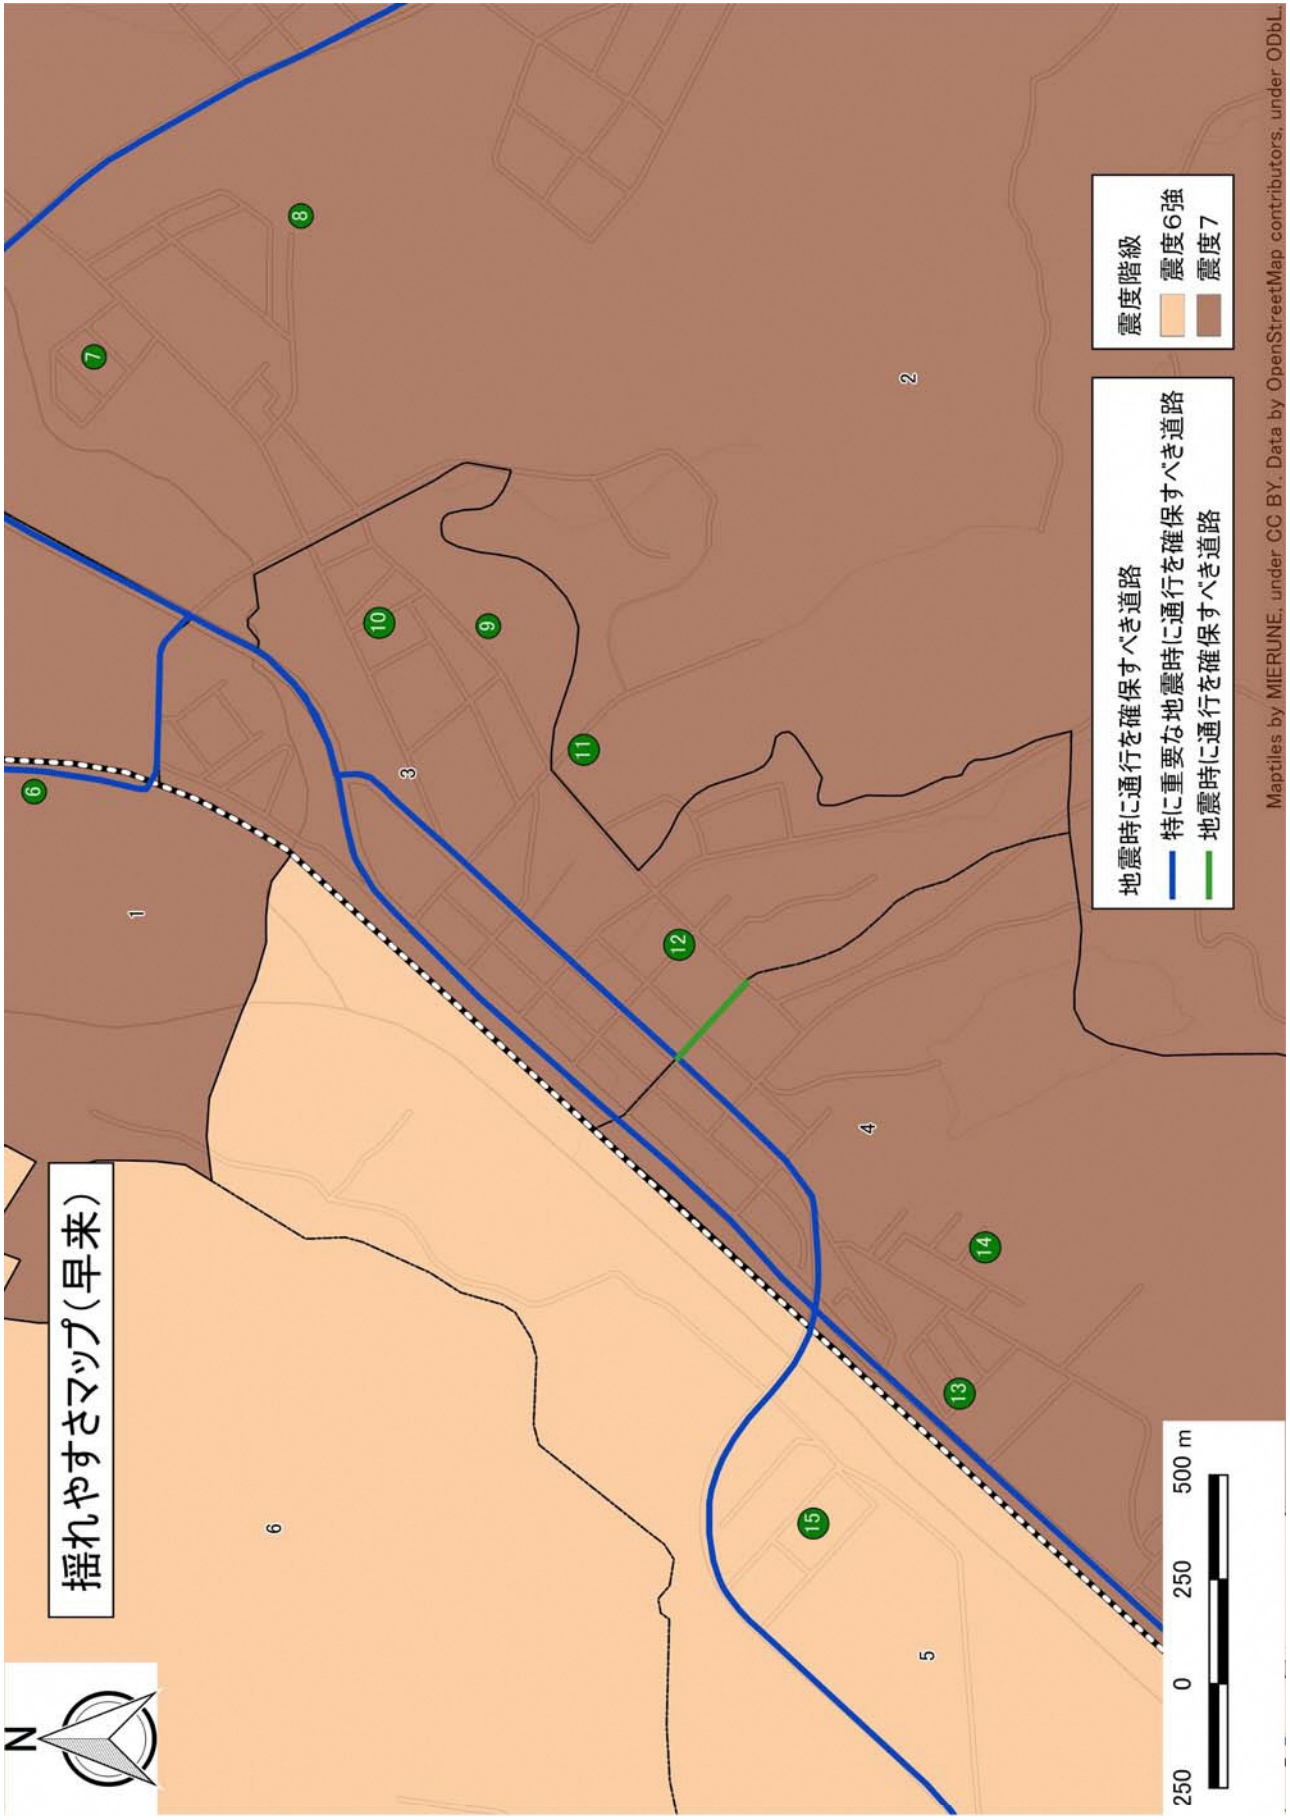 揺れやすさマップ(早来)
N
6
7
8
10
9
11
12
14
13
15
1
2
3
4
5
6
地震時に通行を確保すべき道路
特に重要な地震時に通行を確保すべき道路
地震時に通行を確保すべき道路
震度階級
震度6強
震度7
250 0 250 500 m
Maptiles by MIERUNE, under CC BY. Data by OpenStreetMap contributors, under ODbL.